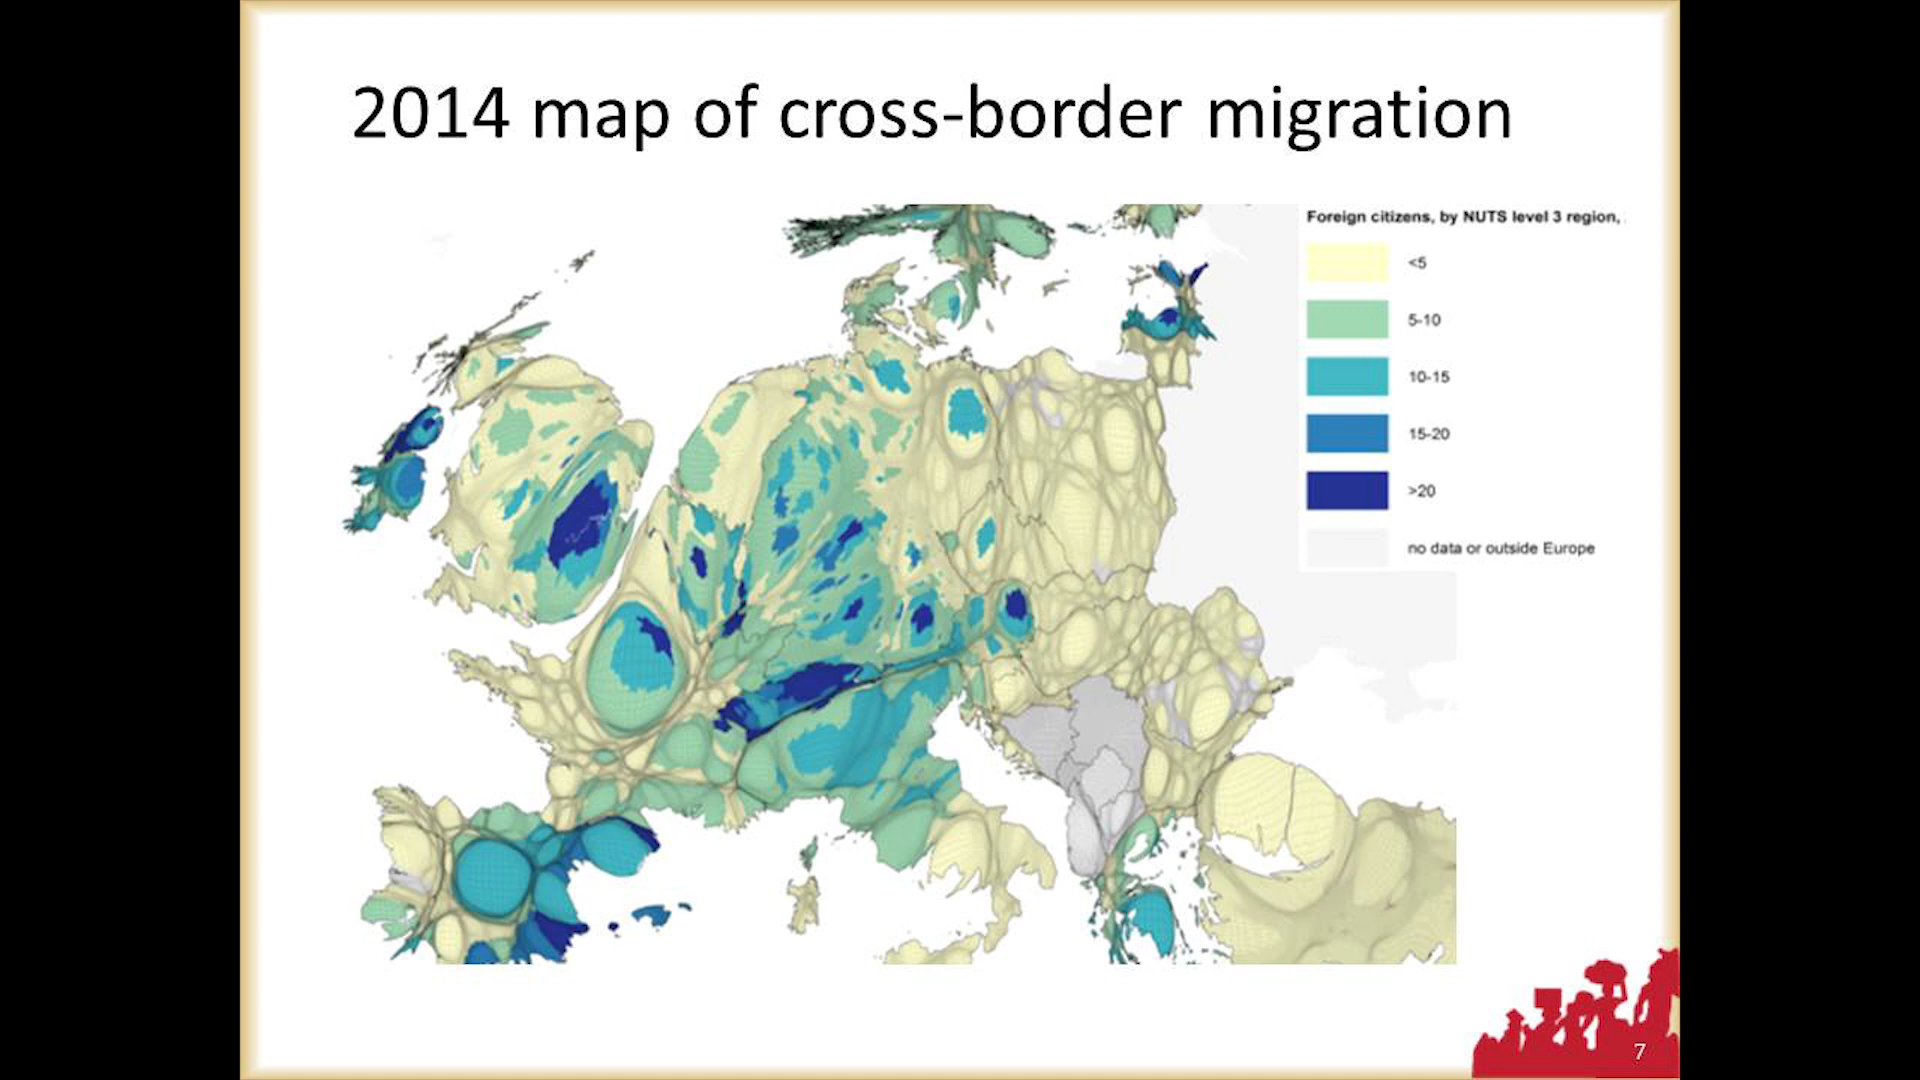 2014 map of cross-border migration
Foreign citizens, by NUTS level 3 region,
<5
5-10
10-15
15-20
>20
no data or outside Europe
7